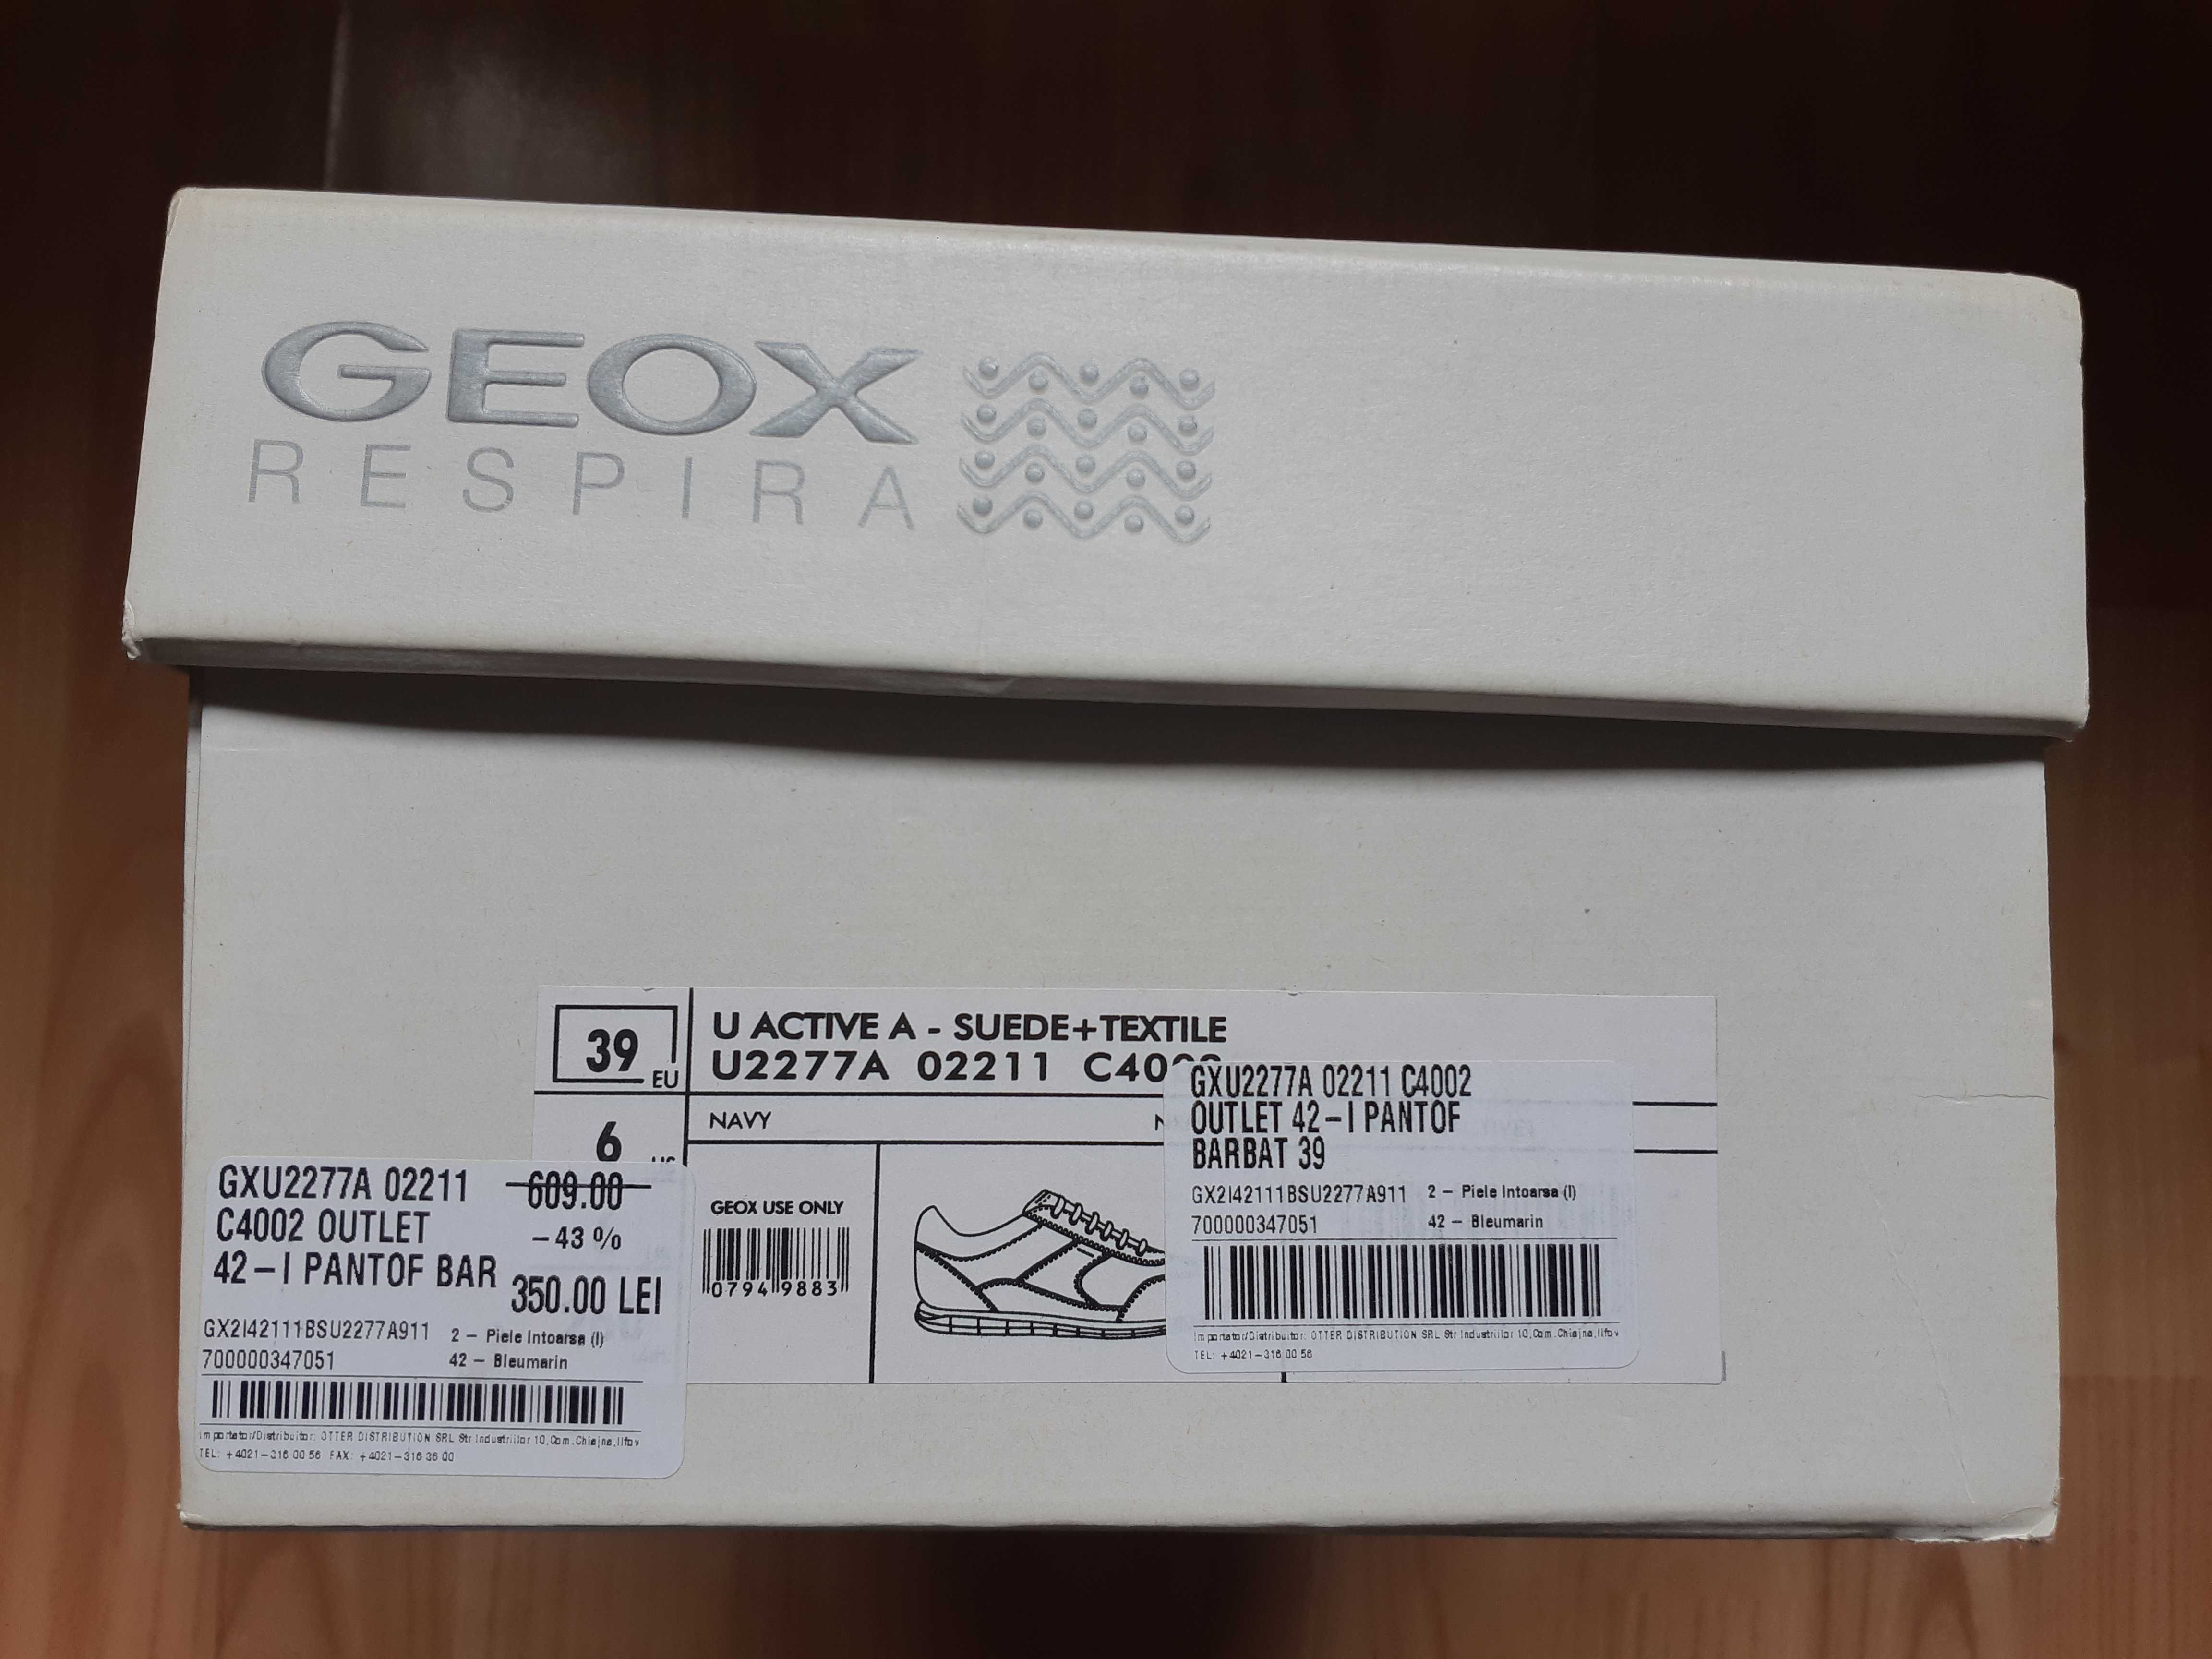 GEOX
RESPIRA
39 EU
U ACTIVE A - SUEDE+TEXTILE
U2277A 02211
6
NAVY
GEOX USE ONLY
0794 9883
GXU2277A 02211
C4002 OUTLET
42-I PANTOF BAR
609.00
-43 %
350.00 LEI
GX2I42111BSU2277A911 2 - Piele Intoarsa (I)
700000347051 42 - Bleumarin
Importator/Distribuitor: OTTER DISTRIBUTION SRL Str Industriilor 10,Com.Chiajna,Ilfov
TEL: +4021-316 00 56 FAX: +4021-316 36 00
GXU2277A 02211 C4002
OUTLET 42-I PANTOF
BARBAT 39
GX2I42111BSU2277A911 2 - Piele Intoarsa (I)
700000347051 42 - Bleumarin
Importator/Distribuitor: OTTER DISTRIBUTION SRL Str Industriilor 10,Com.Chiajna,Ilfov
TEL: +4021-316 00 56